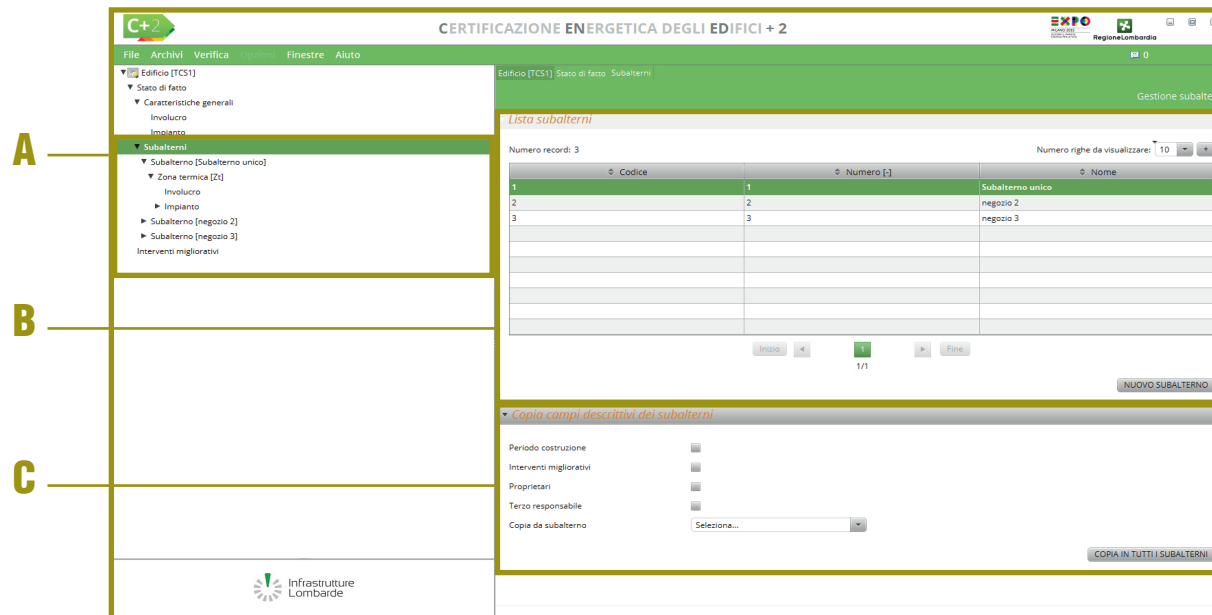 C+2
CERTIFICAZIONE ENERGETICA DEGLI EDIFICI + 2
EXPO
MILANO 2015
RegioneLombardia
File Archivi Verifica Opzioni Finestre Aiuto
0
Edificio [TCS1]
Stato di fatto
Caratteristiche generali
Involucro
Impianto
Subalterni
Subalterno [Subalterno unico]
Zona termica [Zt]
Involucro
Impianto
Subalterno [negozio 2]
Subalterno [negozio 3]
Interventi migliorativi
A
B
C
Edificio [TCS1] Stato di fatto Subalterni
Gestione subalte
Lista subalterni
Numero record: 3
Numero righe da visualizzare: 10 +
Codice Numero [-] Nome
1 1 Subalterno unico
2 2 negozio 2
3 3 negozio 3
Inizio 1 Fine
1/1
NUOVO SUBALTERNO
Copia campi descrittivi dei subalterni
Periodo costruzione
Interventi migliorativi
Proprietari
Terzo responsabile
Copia da subalterno Seleziona...
COPIA IN TUTTI I SUBALTERNI
Infrastrutture
Lombarde